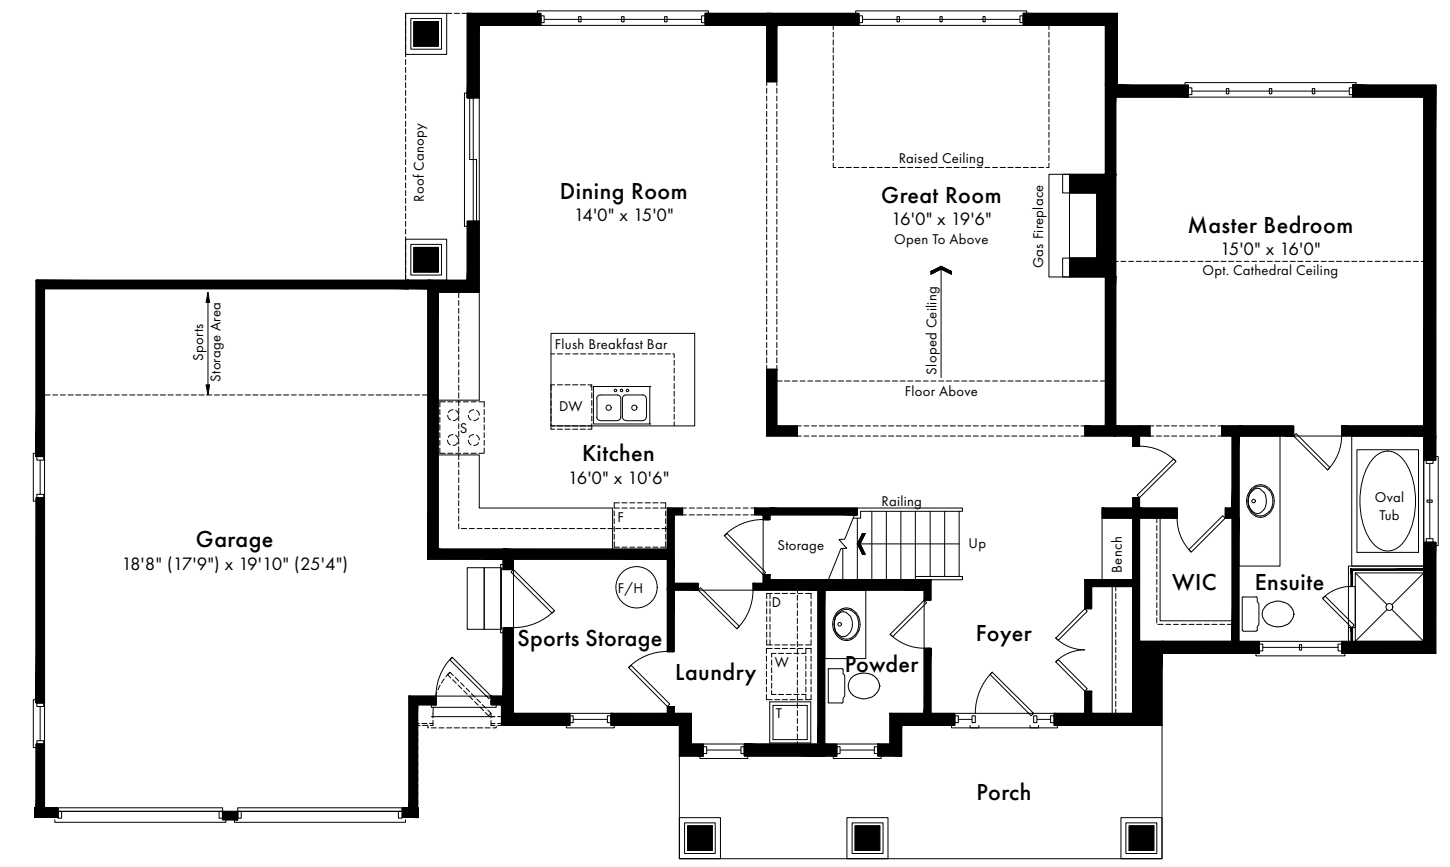 Roof Canopy
Raised Ceiling
Dining Room
14'0" x 15'0"
Great Room
16'0" x 19'6"
Open To Above
Gas Fireplace
Master Bedroom
15'0" x 16'0"
Opt. Cathedral Ceiling
Sports
Storage Area
Sloped Ceiling
Flush Breakfast Bar
Floor Above
DW
S
Kitchen
16'0" x 10'6"
F
Railing
Oval
Tub
Garage
18'8" (17'9") x 19'10" (25'4")
Storage
Up
Bench
F/H
WIC
Ensuite
D
Sports Storage
Foyer
W
Laundry
Powder
T
Porch